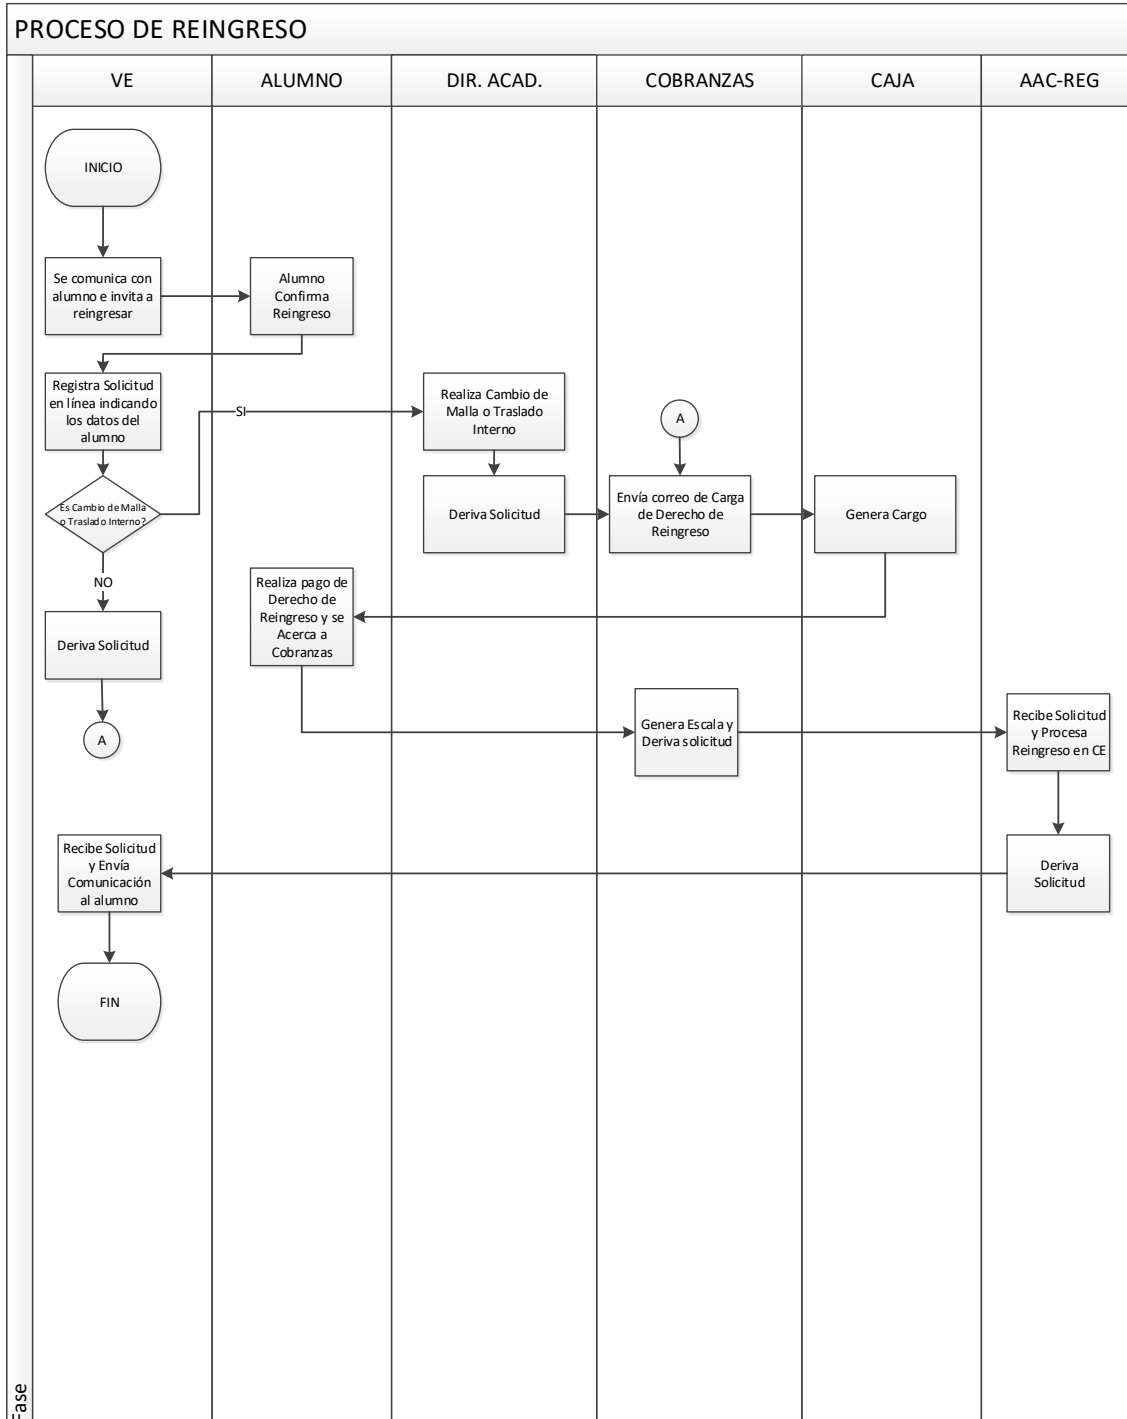 PROCESO DE REINGRESO
VE
ALUMNO
DIR. ACAD.
COBRANZAS
CAJA
AAC-REG
INICIO
Se comunica con
alumno e invita a
reingresar
Alumno
Confirma
Reingreso
Registra Solicitud
en línea indicando
los datos del
alumno
SI
Realiza Cambio de
Malla o Traslado
Interno
A
Es Cambio de Malla
o Traslado Interno?
Deriva Solicitud
Envía correo de Carga
de Derecho de
Reingreso
Genera Cargo
NO
Realiza pago de
Derecho de
Reingreso y se
Acerca a
Cobranzas
Deriva Solicitud
A
Genera Escala y
Deriva solicitud
Recibe Solicitud
y Procesa
Reingreso en CE
Recibe Solicitud
y Envía
Comunicación
al alumno
Deriva
Solicitud
FIN
Fase